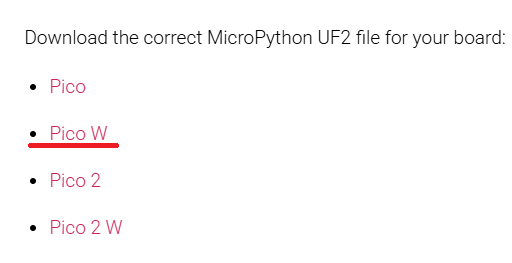 Download the correct MicroPython UF2 file for your board:
Pico
Pico W
Pico 2
Pico 2 W